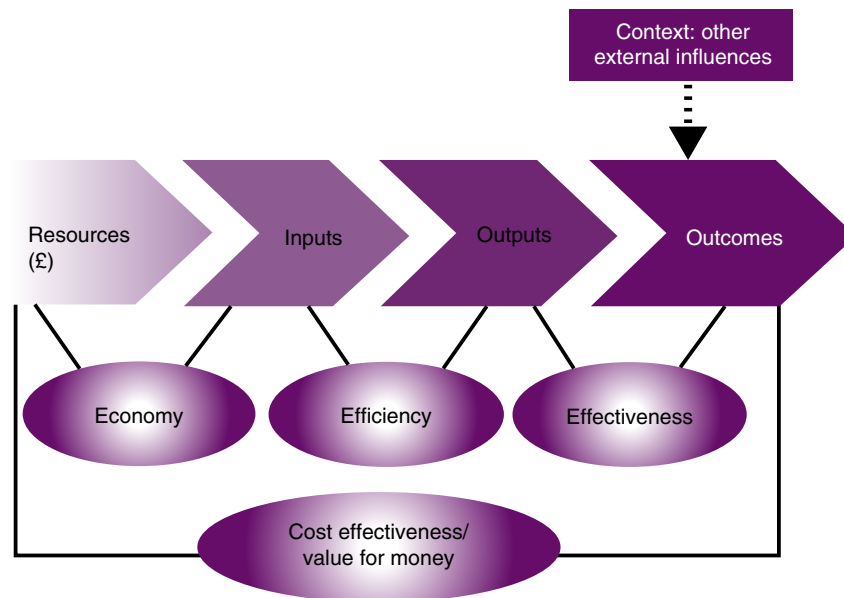 Context: other
external influences
Resources
(£)
Inputs
Outputs
Outcomes
Economy
Efficiency
Effectiveness
Cost effectiveness/
value for money